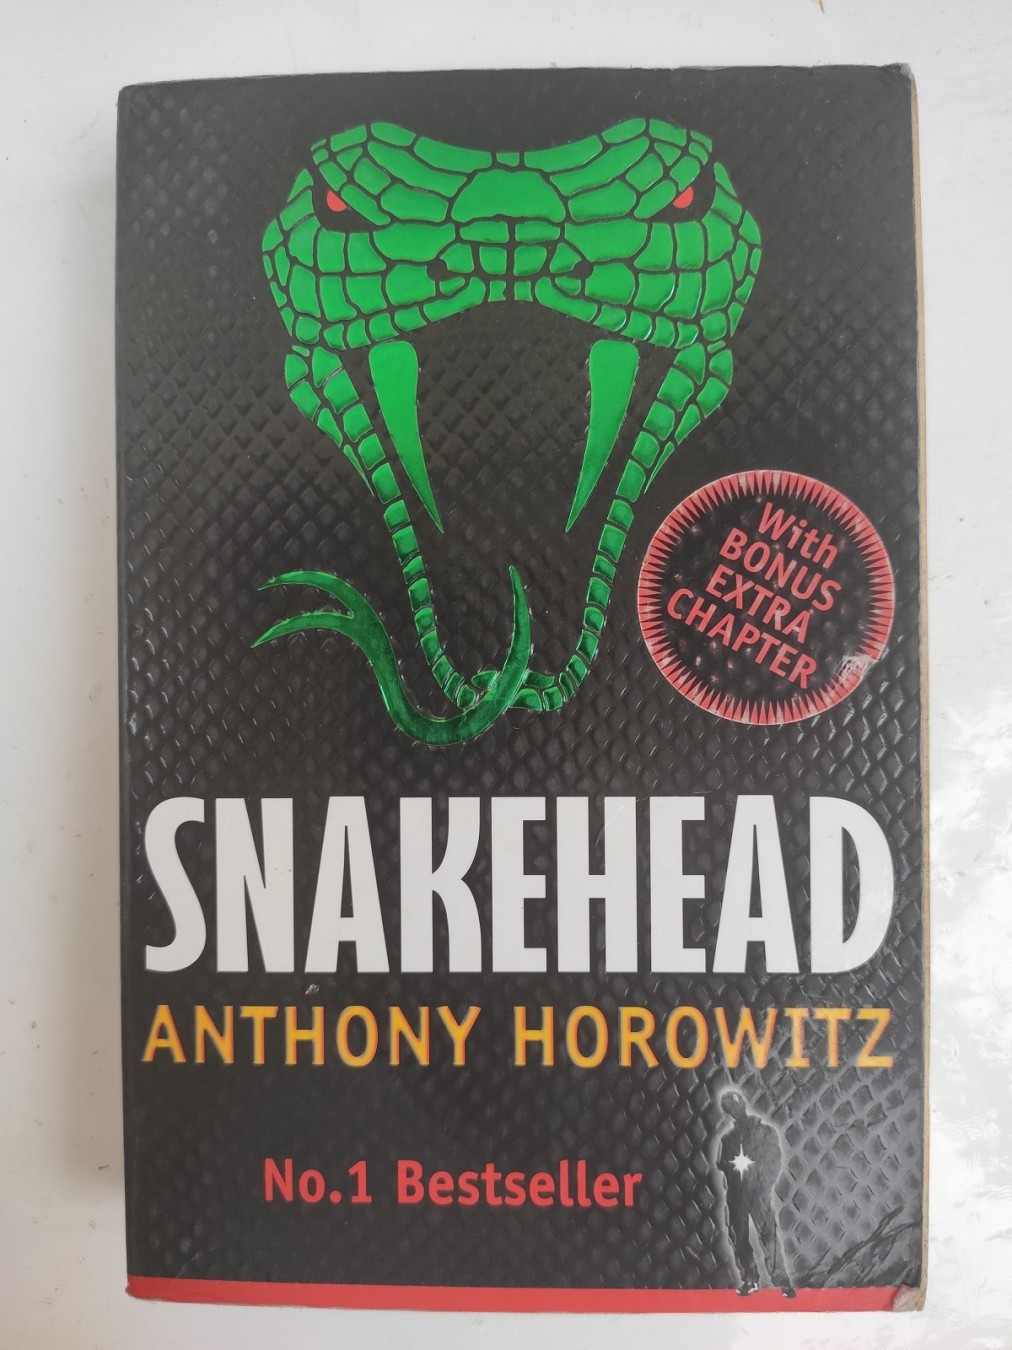 With
BONUS
EXTRA
CHAPTER
SNAKEHEAD
ANTHONY HOROWITZ
No.1 Bestseller